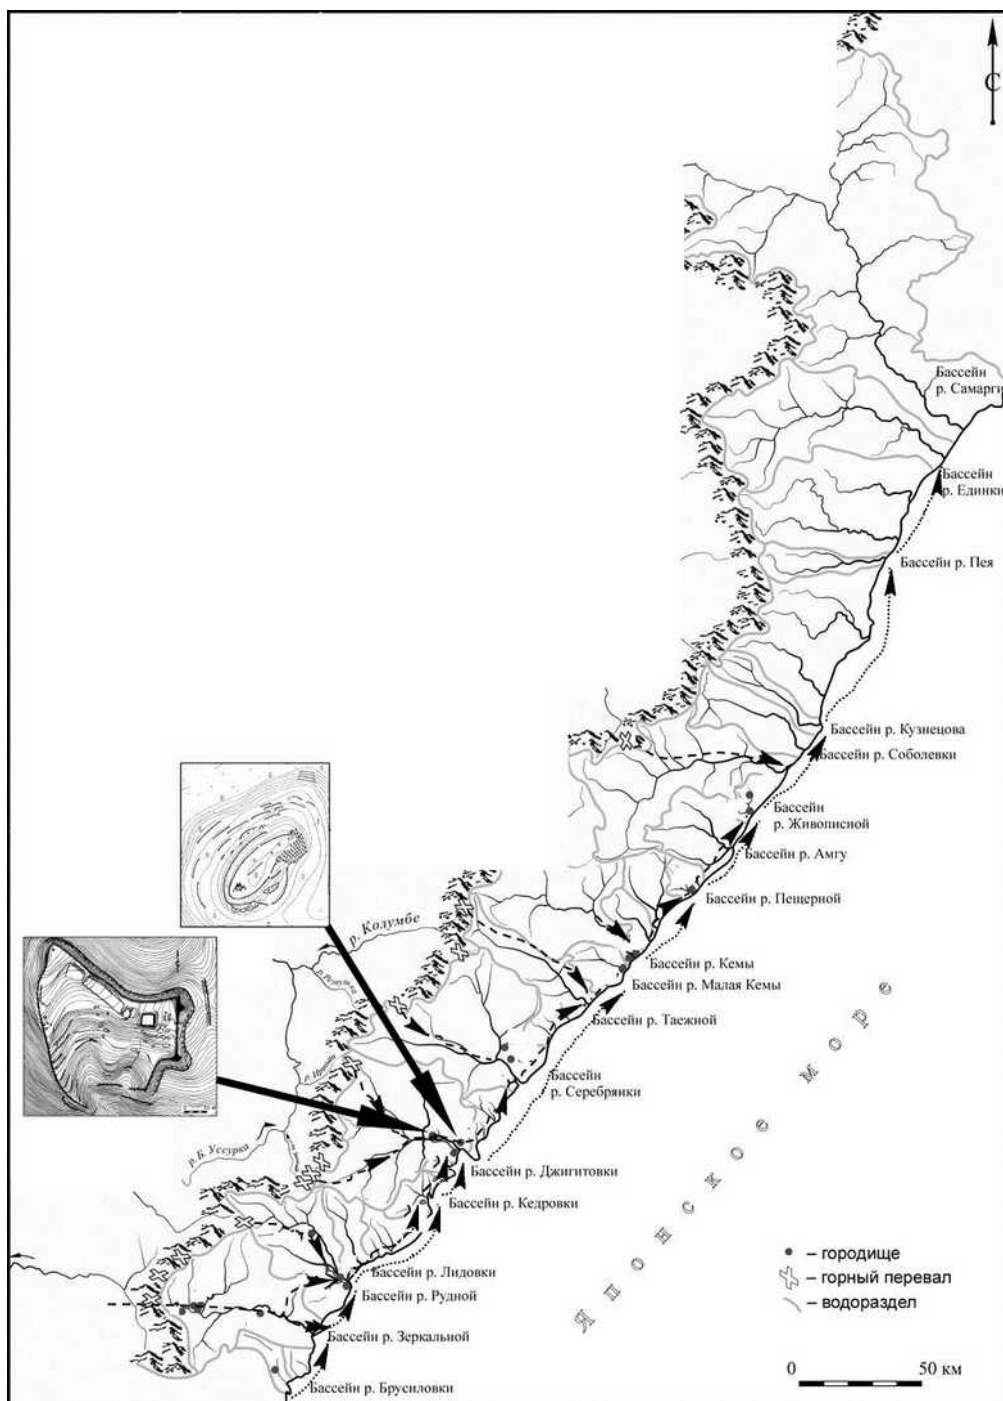 С
Бассейн
р. Самарги
Бассейн
р. Единки
Бассейн р. Пея
Бассейн р. Кузнецова
Бассейн р. Соболевки
Бассейн
р. Живописной
Бассейн р. Амгу
Бассейн р. Пещерной
р. Колумбе
Бассейн р. Кемы
Бассейн р. Малая Кемы
Бассейн р. Таежной
Бассейн
р. Серебрянки
р. Б. Уссурка
Бассейн р. Джигитовки
Бассейн р. Кедровки
Японское море
Бассейн р. Лидовки
Бассейн р. Рудной
Бассейн р. Зеркальной
Бассейн р. Брусиловки
– городище
– горный перевал
– водораздел
0 50 км